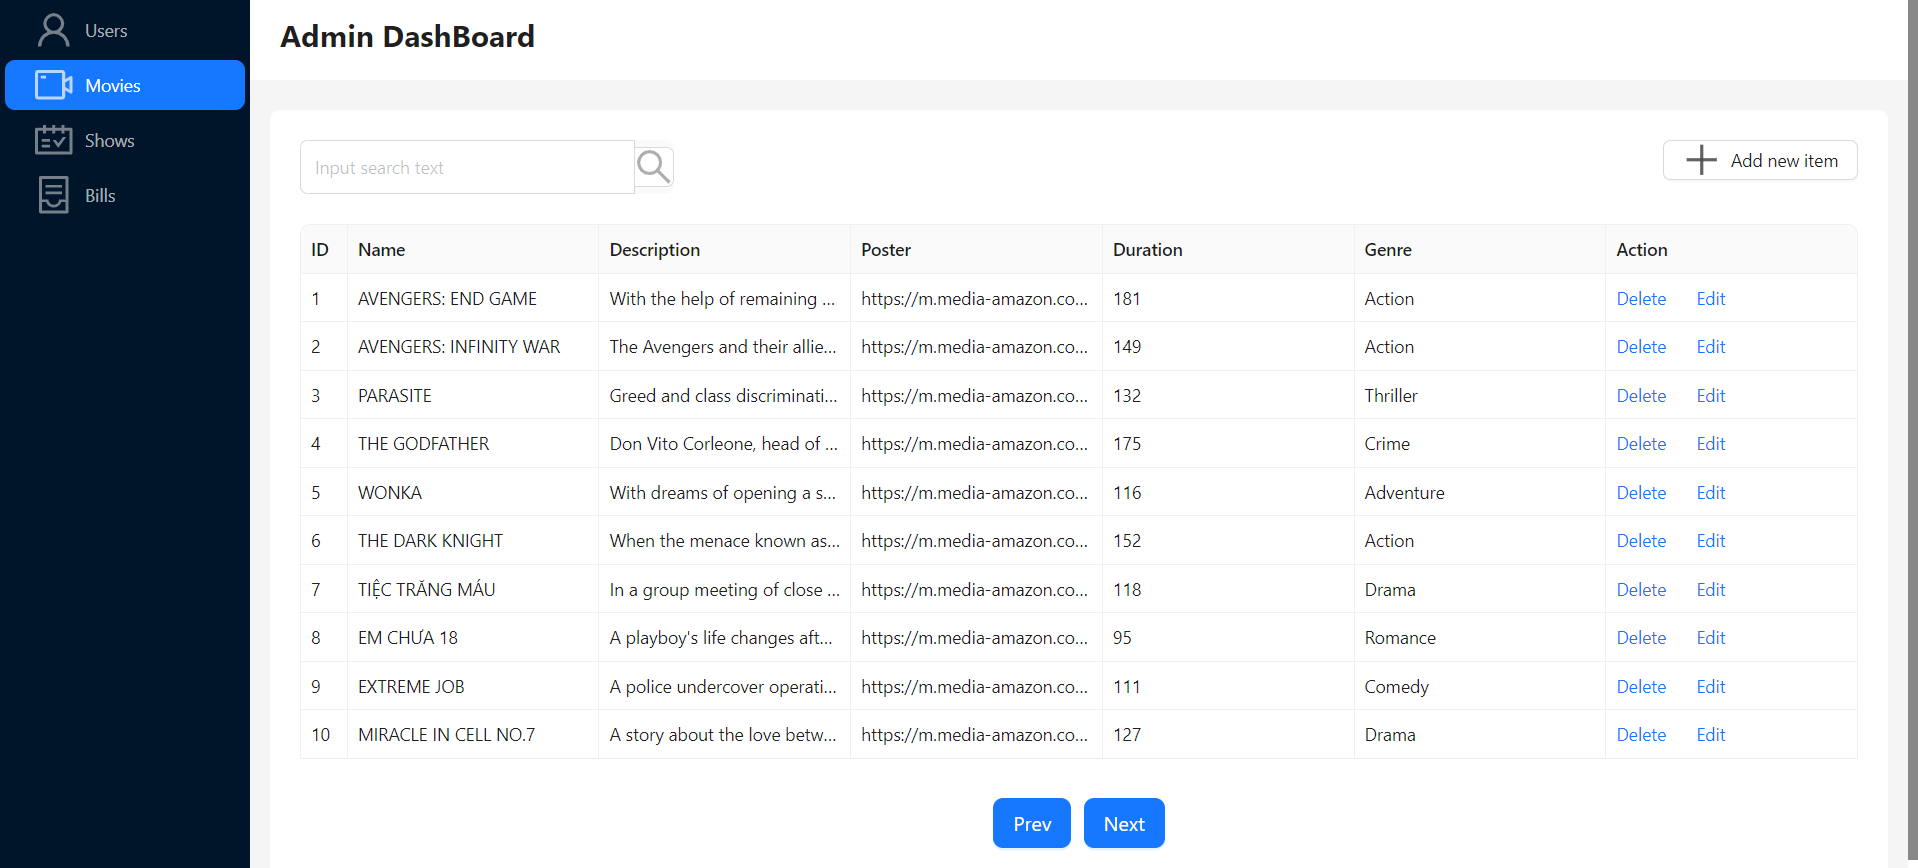 Users
Movies
Shows
Bills
Admin DashBoard
Input search text
Add new item
ID Name Description Poster Duration Genre Action
1 AVENGERS: END GAME With the help of remaining ... https://m.media-amazon.co... 181 Action Delete Edit
2 AVENGERS: INFINITY WAR The Avengers and their allie... https://m.media-amazon.co... 149 Action Delete Edit
3 PARASITE Greed and class discriminati... https://m.media-amazon.co... 132 Thriller Delete Edit
4 THE GODFATHER Don Vito Corleone, head of ... https://m.media-amazon.co... 175 Crime Delete Edit
5 WONKA With dreams of opening a s... https://m.media-amazon.co... 116 Adventure Delete Edit
6 THE DARK KNIGHT When the menace known as... https://m.media-amazon.co... 152 Action Delete Edit
7 TIỆC TRĂNG MÁU In a group meeting of close ... https://m.media-amazon.co... 118 Drama Delete Edit
8 EM CHƯA 18 A playboy's life changes aft... https://m.media-amazon.co... 95 Romance Delete Edit
9 EXTREME JOB A police undercover operati... https://m.media-amazon.co... 111 Comedy Delete Edit
10 MIRACLE IN CELL NO.7 A story about the love betw... https://m.media-amazon.co... 127 Drama Delete Edit
Prev Next